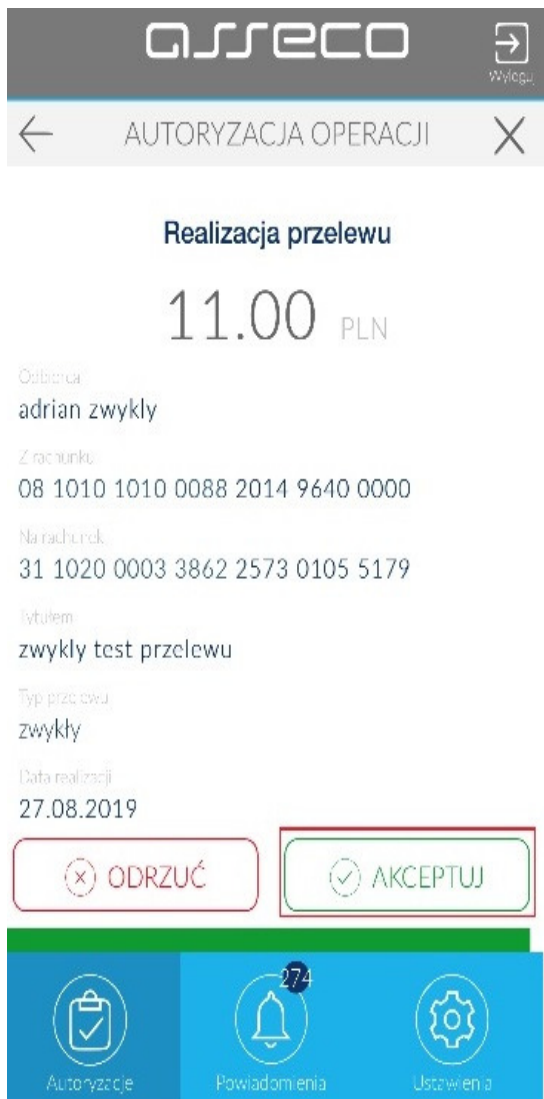 asseco
Wyloguj
AUTORYZACJA OPERACJI
Realizacja przelewu
11.00 PLN
Odbiorca
adrian zwykly
Z rachunku
08 1010 1010 0088 2014 9640 0000
Na rachunek
31 1020 0003 3862 2573 0105 5179
Tytułem
zwykly test przelewu
Typ przelewu
zwykły
Data realizacji
27.08.2019
ODRZUĆ AKCEPTUJ
274
Autoryzacje Powiadomienia Ustawienia